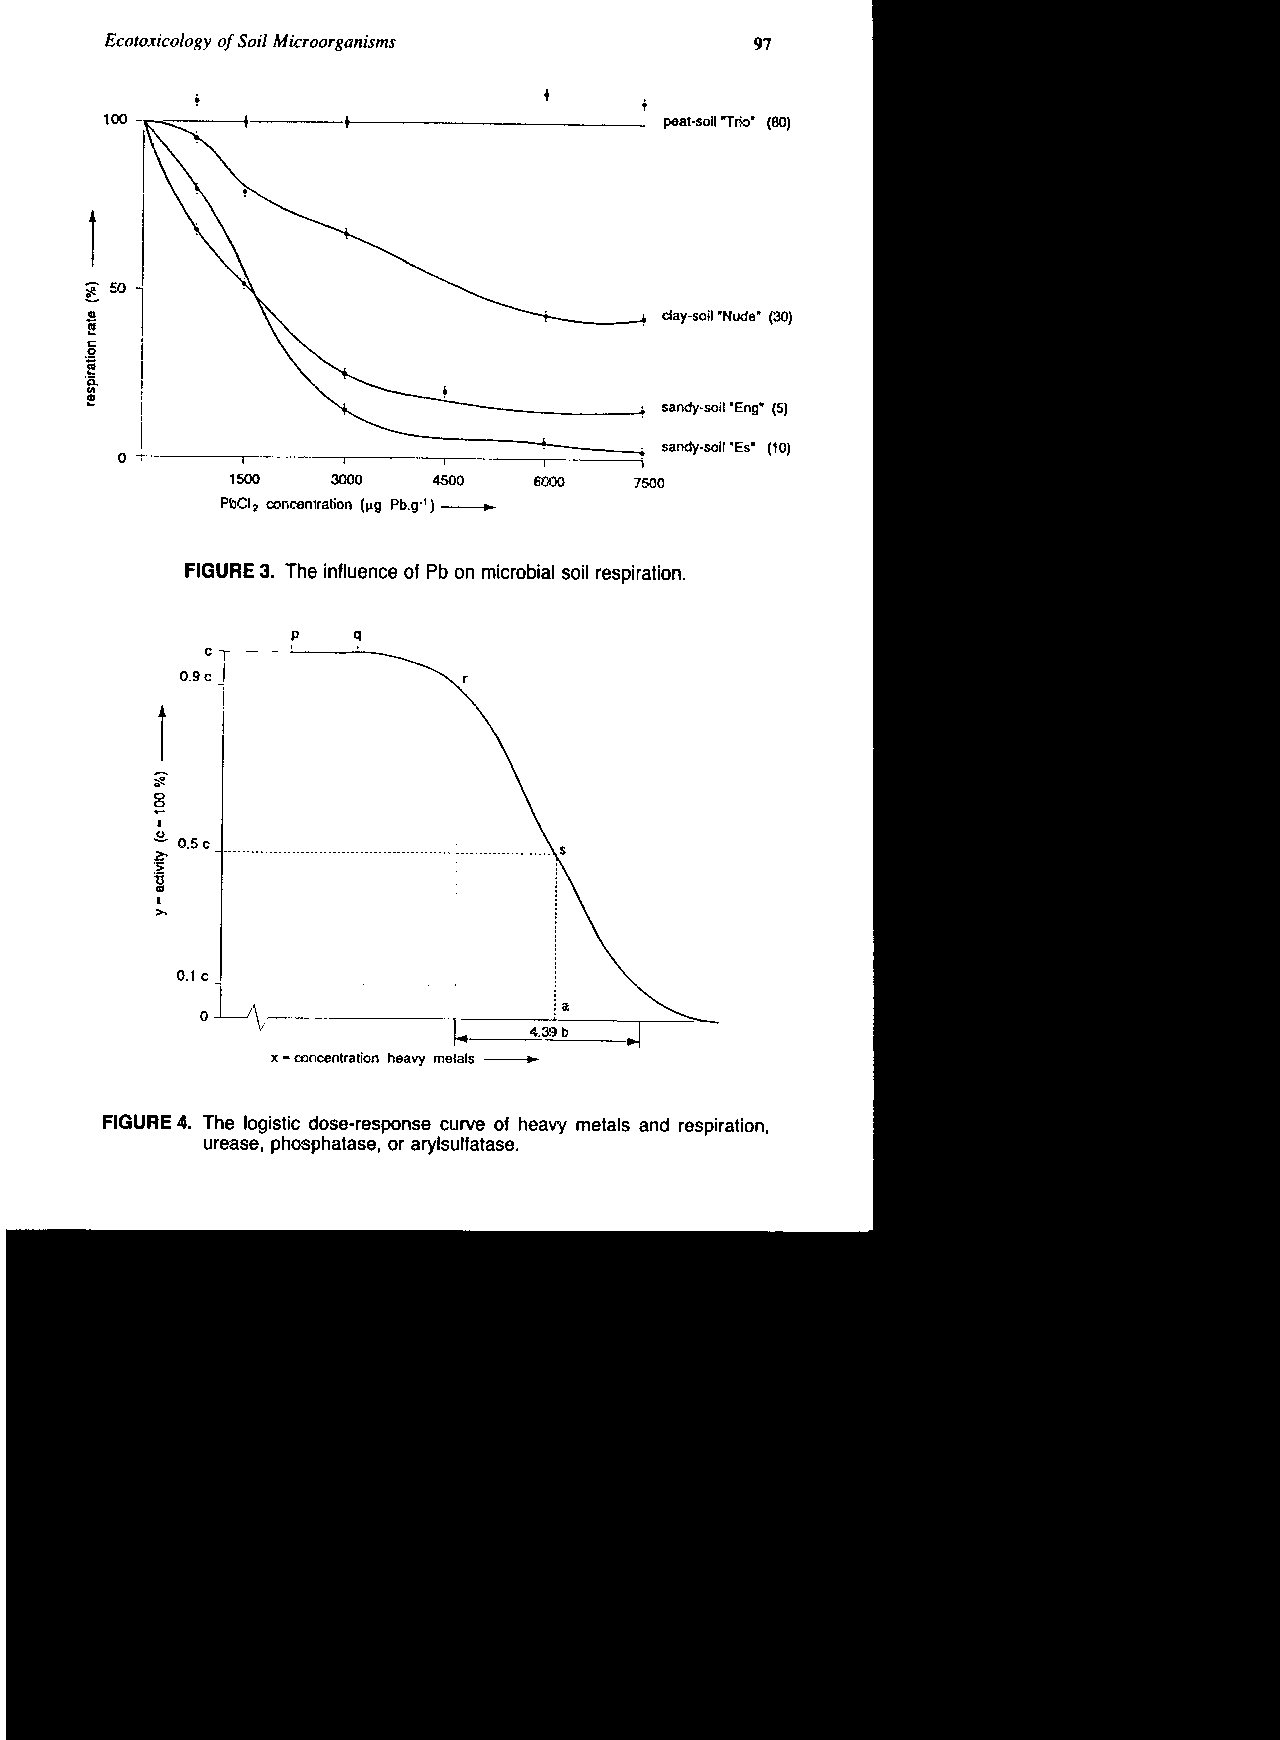 Ecotoxicology of Soil Microorganisms 97
100
peat-soil "Trio" (80)
50
clay-soil "Nude" (30)
sandy-soil "Eng" (5)
sandy-soil "Es" (10)
0
respiration rate (%)
1500 3000 4500 6000 7500
PbCl₂ concentration (µg Pb.g⁻¹)
FIGURE 3. The influence of Pb on microbial soil respiration.
p q
c
0.9 c
r
y = activity (c = 100 %)
0.5 c
s
0.1 c
a
0
4.39 b
x = concentration heavy metals
FIGURE 4. The logistic dose-response curve of heavy metals and respiration,
urease, phosphatase, or arylsulfatase.